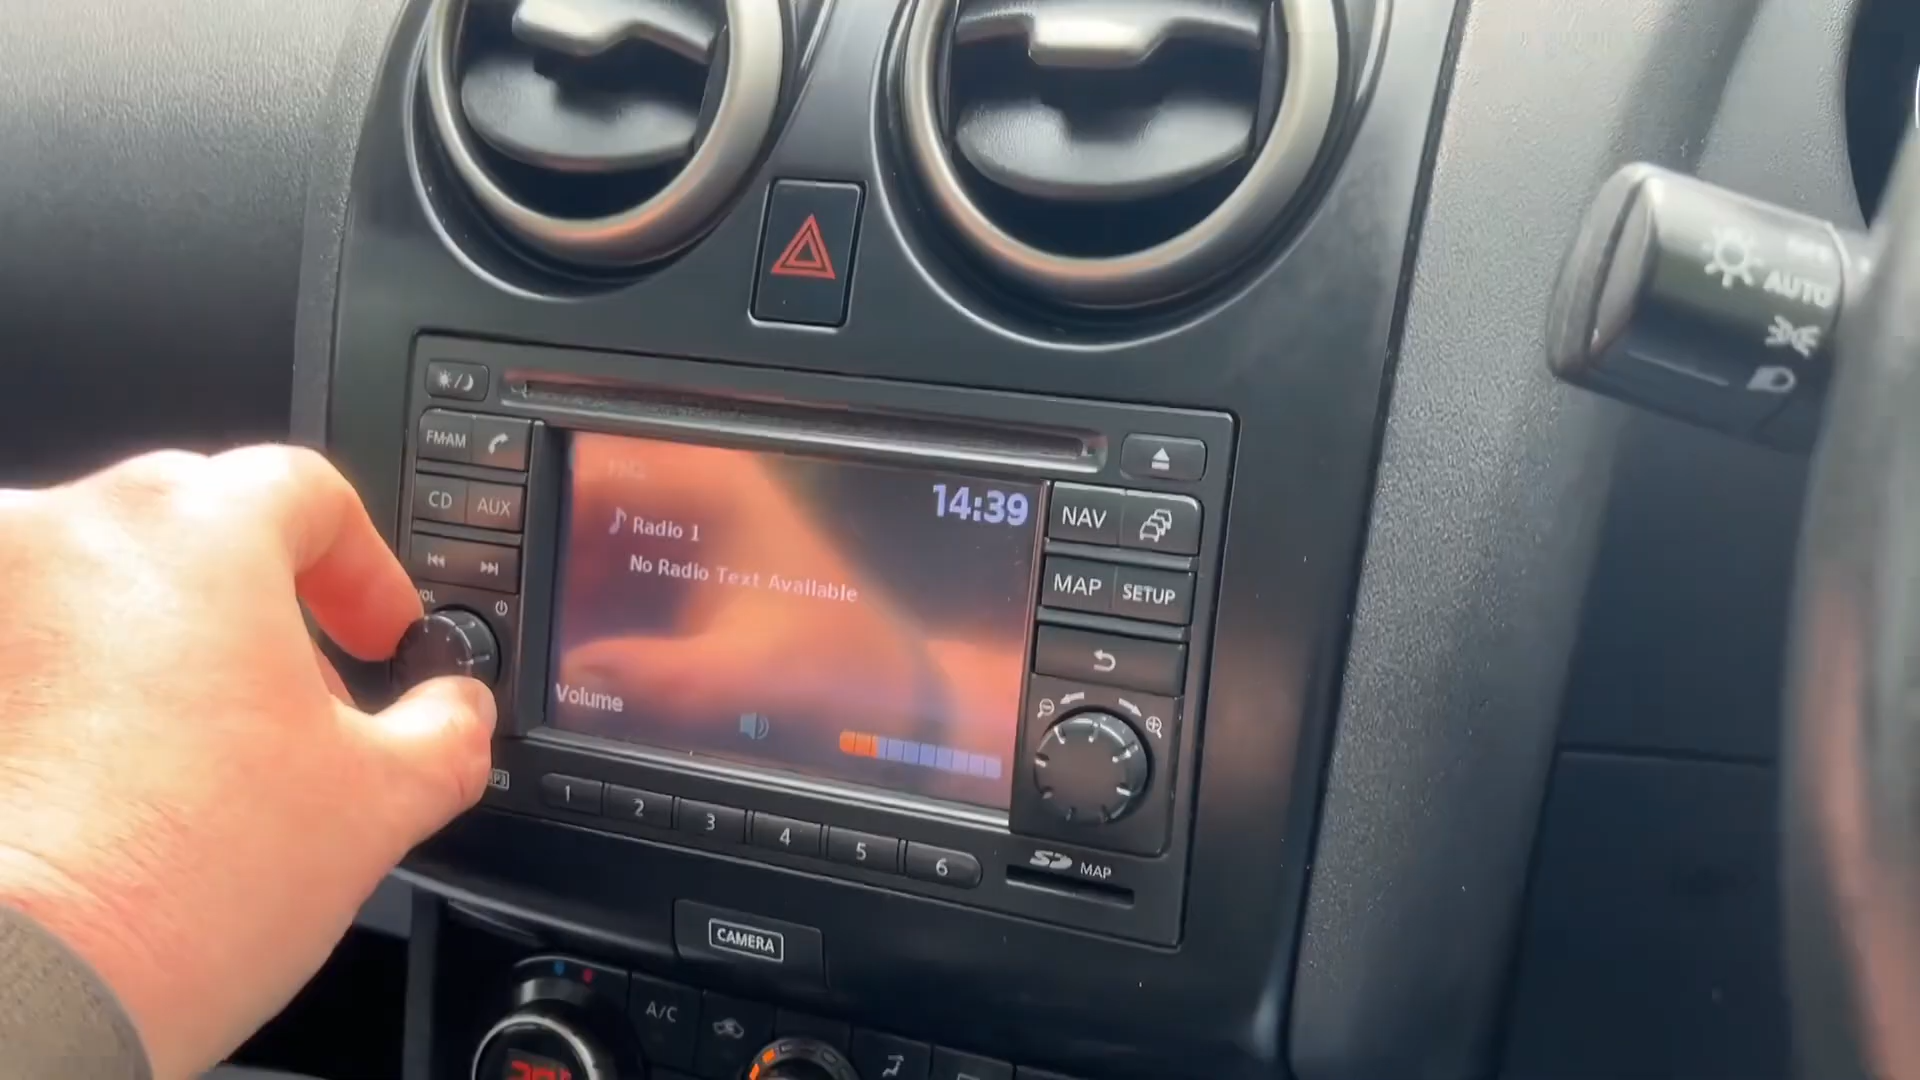 AUTO
FM·AM
CD AUX
VOL
14:39
Radio 1
No Radio Text Available
Volume
NAV
MAP SETUP
1 2 3 4 5 6
MAP
CAMERA
A/C